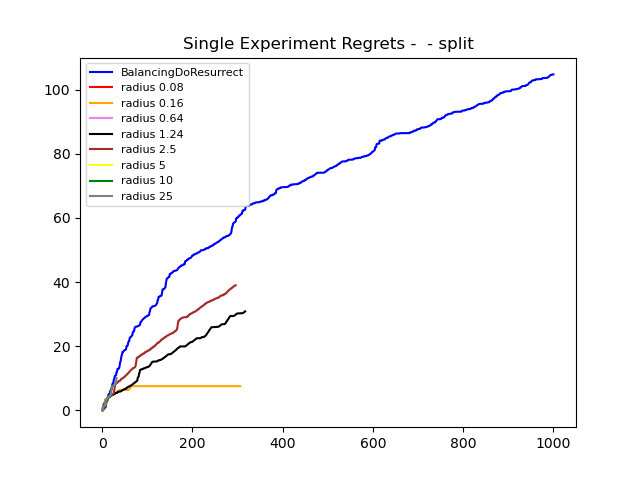 Single Experiment Regrets -  - split
BalancingDoResurrect
radius 0.08
radius 0.16
radius 0.64
radius 1.24
radius 2.5
radius 5
radius 10
radius 25
100
80
60
40
20
0
0 200 400 600 800 1000